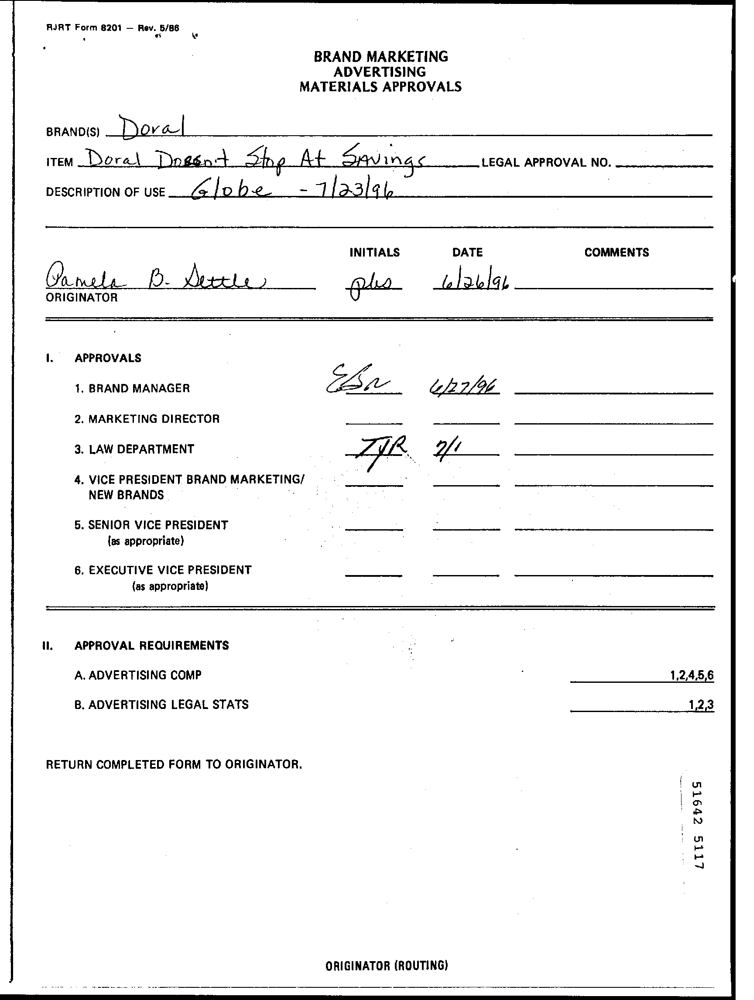 RJRT Form 8201 — Rev. 5/86
BRAND MARKETING
ADVERTISING
MATERIALS APPROVALS
BRAND(S) Doral
ITEM Doral Doesn't Stop At Savings LEGAL APPROVAL NO.
DESCRIPTION OF USE Globe - 7/23/96
INITIALS DATE COMMENTS
Pamela B. Settle pbs 6/26/96
ORIGINATOR
I. APPROVALS
1. BRAND MANAGER 6/27/96
2. MARKETING DIRECTOR
3. LAW DEPARTMENT TYR 7/1
4. VICE PRESIDENT BRAND MARKETING/
NEW BRANDS
5. SENIOR VICE PRESIDENT
(as appropriate)
6. EXECUTIVE VICE PRESIDENT
(as appropriate)
II. APPROVAL REQUIREMENTS
A. ADVERTISING COMP 1,2,4,5,6
B. ADVERTISING LEGAL STATS 1,2,3
RETURN COMPLETED FORM TO ORIGINATOR.
51642 5117
ORIGINATOR (ROUTING)